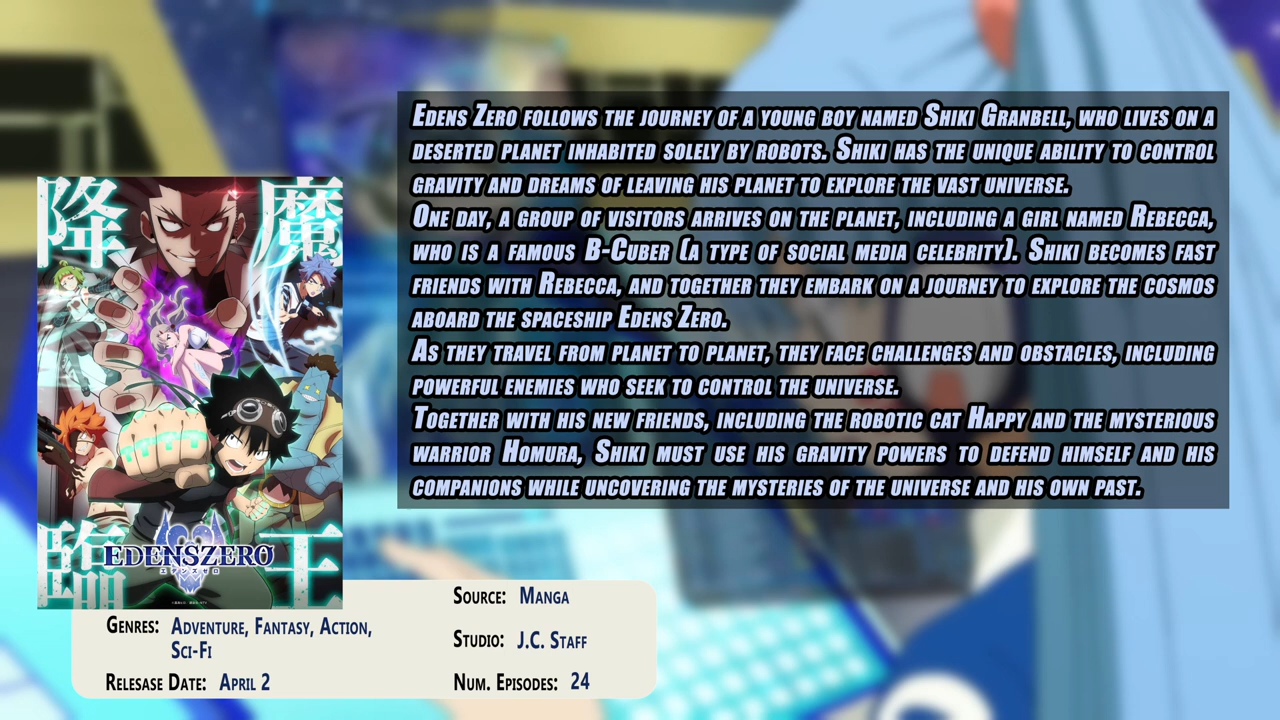 Edens Zero follows the journey of a young boy named Shiki Granbell, who lives on a
deserted planet inhabited solely by robots. Shiki has the unique ability to control
gravity and dreams of leaving his planet to explore the vast universe.
One day, a group of visitors arrives on the planet, including a girl named Rebecca,
who is a famous B-Cuber (a type of social media celebrity). Shiki becomes fast
friends with Rebecca, and together they embark on a journey to explore the cosmos
aboard the spaceship Edens Zero.
As they travel from planet to planet, they face challenges and obstacles, including
powerful enemies who seek to control the universe.
Together with his new friends, including the robotic cat Happy and the mysterious
warrior Homura, Shiki must use his gravity powers to defend himself and his
companions while uncovering the mysteries of the universe and his own past.
降 魔
臨 王
EDENSZERO
エデンズゼロ
Genres: Adventure, Fantasy, Action,
Sci-Fi
Relsase Date: April 2
Source: Manga
Studio: J.C. Staff
Num. Episodes: 24